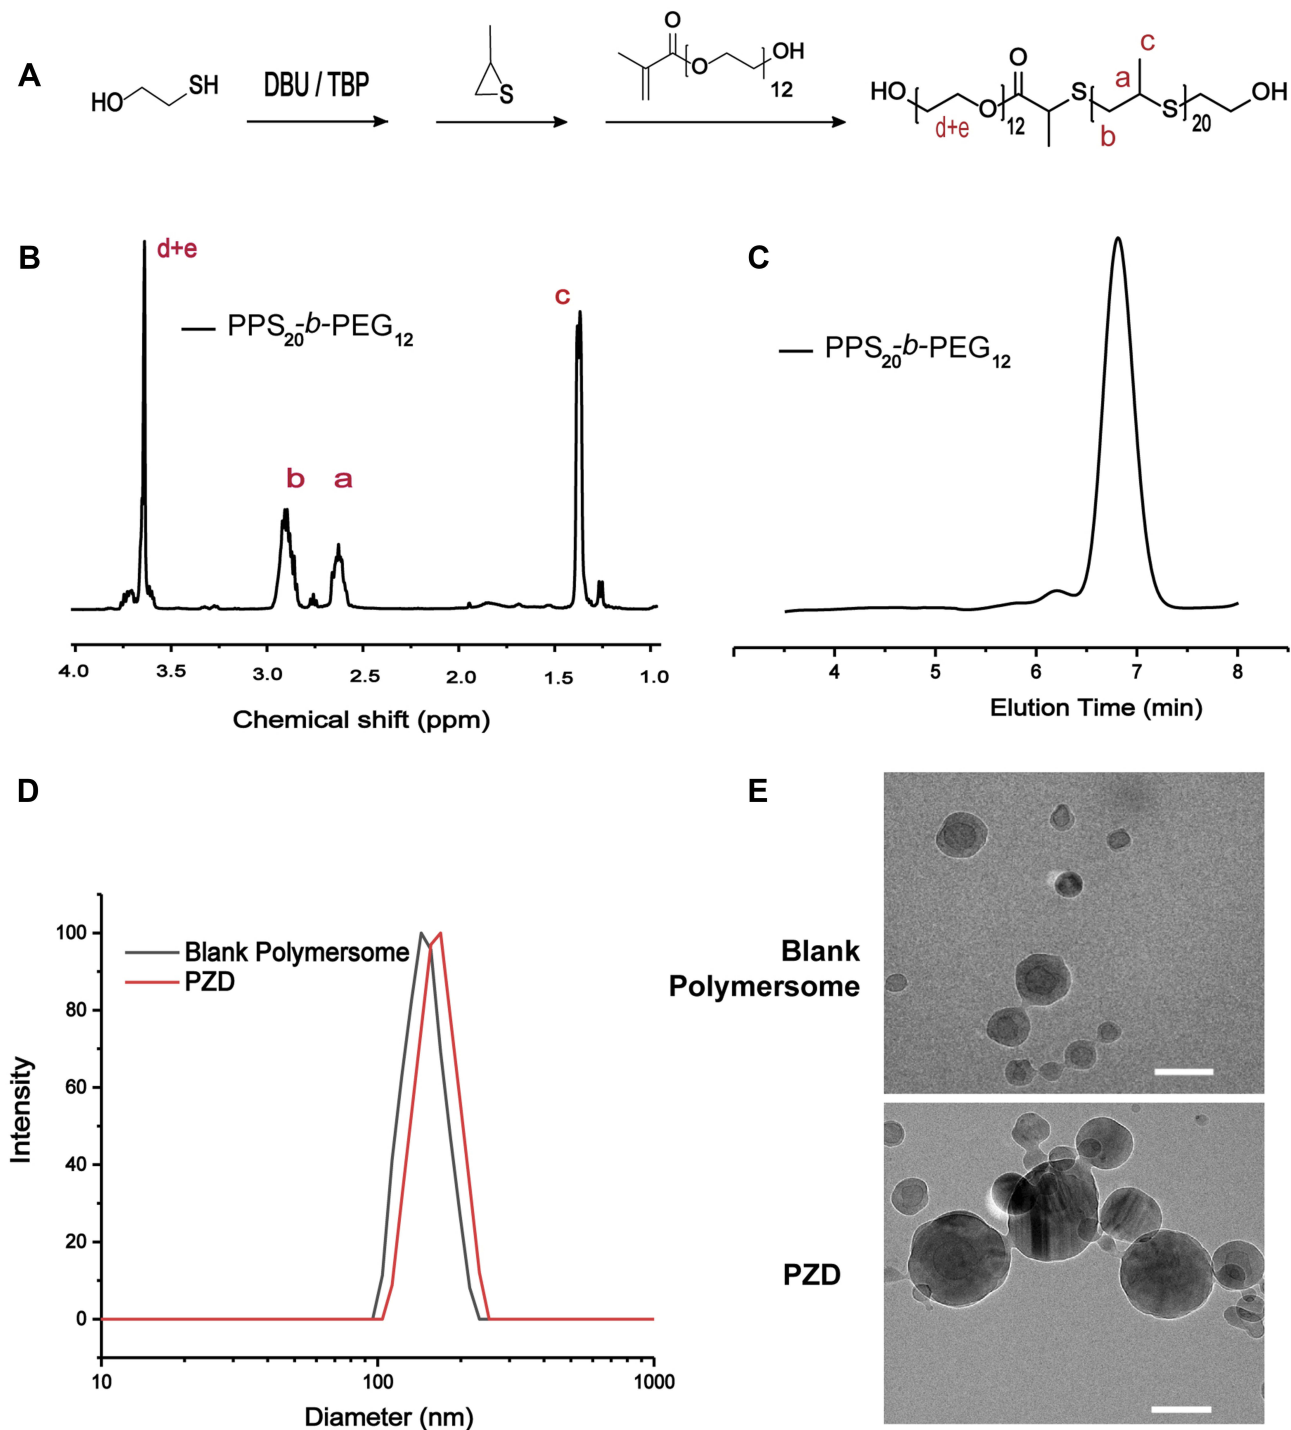 A
HO
SH
DBU / TBP
S
O
O
OH
12
HO
d+e
O
12
O
S
b
a
c
S
20
OH
B
d+e
PPS20-b-PEG12
b
a
c
4.0 3.5 3.0 2.5 2.0 1.5 1.0
Chemical shift (ppm)
C
PPS20-b-PEG12
4 5 6 7 8
Elution Time (min)
D
100
80
60
40
20
0
Intensity
Blank Polymersome
PZD
10 100 1000
Diameter (nm)
E
Blank
Polymersome
PZD